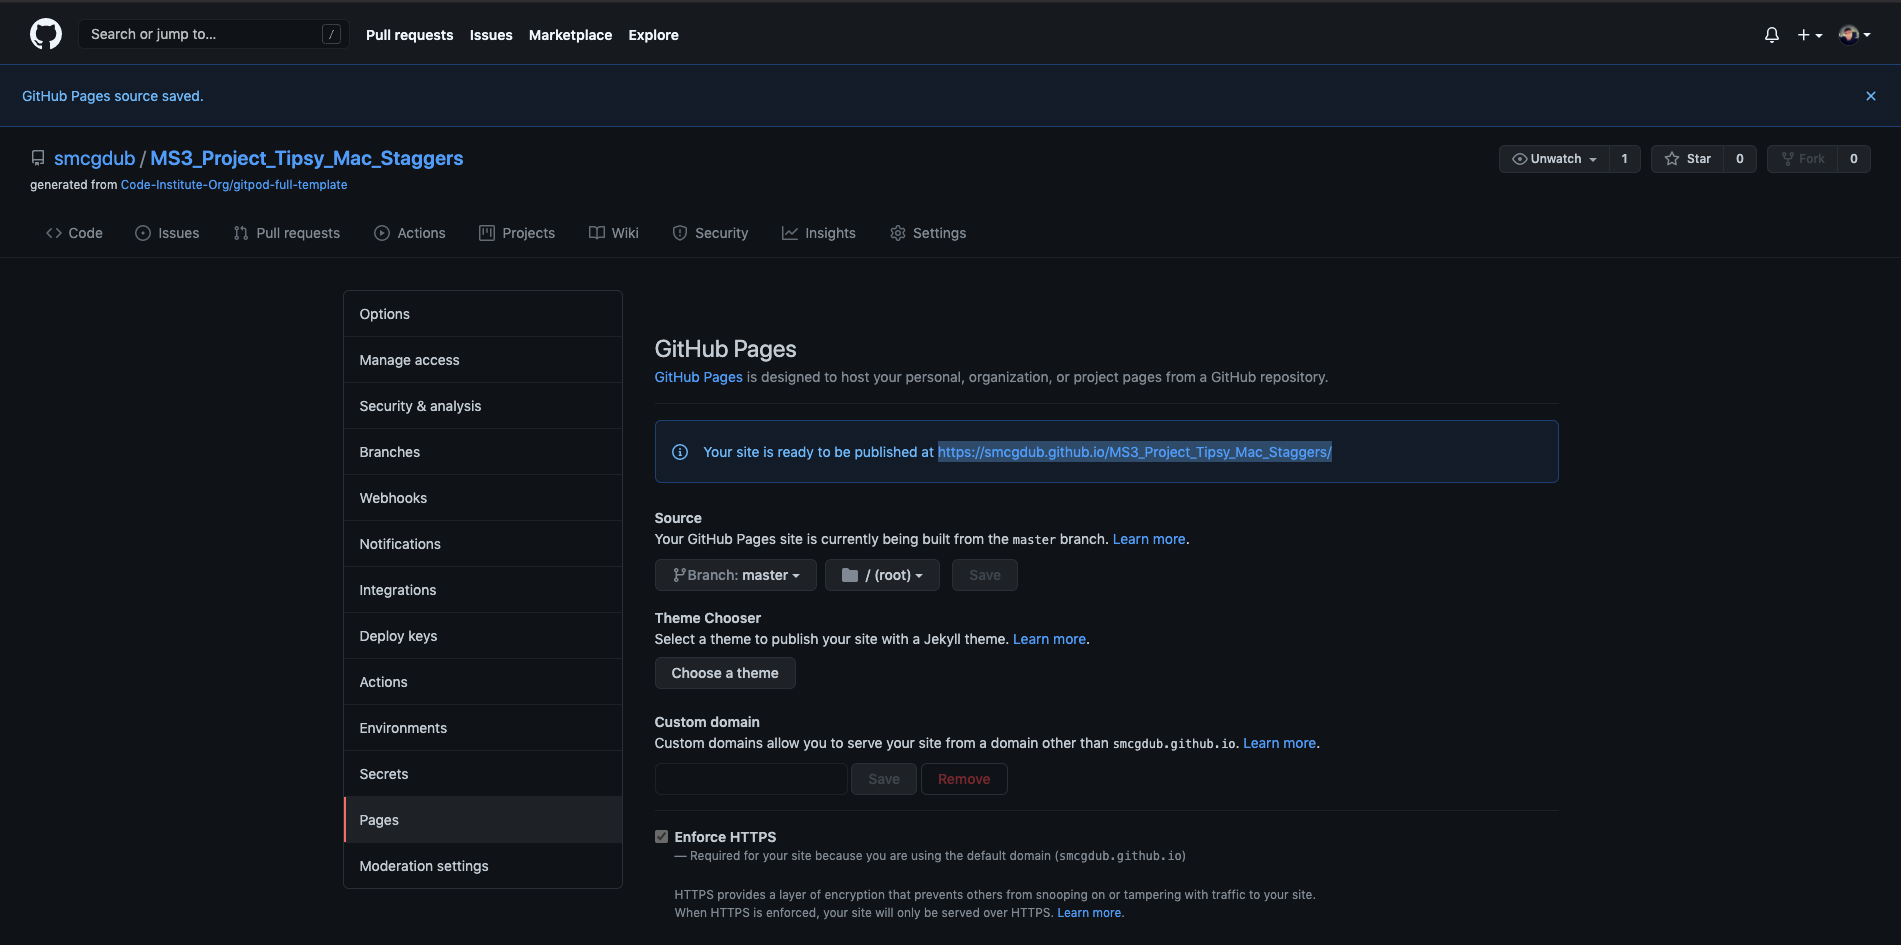 Search or jump to... /
Pull requests Issues Marketplace Explore
GitHub Pages source saved.
smcgdub / MS3_Project_Tipsy_Mac_Staggers
generated from Code-Institute-Org/gitpod-full-template
Unwatch 1 Star 0 Fork 0
Code Issues Pull requests Actions Projects Wiki Security Insights Settings
Options
Manage access
Security & analysis
Branches
Webhooks
Notifications
Integrations
Deploy keys
Actions
Environments
Secrets
Pages
Moderation settings
GitHub Pages
GitHub Pages is designed to host your personal, organization, or project pages from a GitHub repository.
Your site is ready to be published at https://smcgdub.github.io/MS3_Project_Tipsy_Mac_Staggers/
Source
Your GitHub Pages site is currently being built from the master branch. Learn more.
Branch: master / (root) Save
Theme Chooser
Select a theme to publish your site with a Jekyll theme. Learn more.
Choose a theme
Custom domain
Custom domains allow you to serve your site from a domain other than smcgdub.github.io. Learn more.
Save Remove
Enforce HTTPS
— Required for your site because you are using the default domain (smcgdub.github.io)
HTTPS provides a layer of encryption that prevents others from snooping on or tampering with traffic to your site.
When HTTPS is enforced, your site will only be served over HTTPS. Learn more.